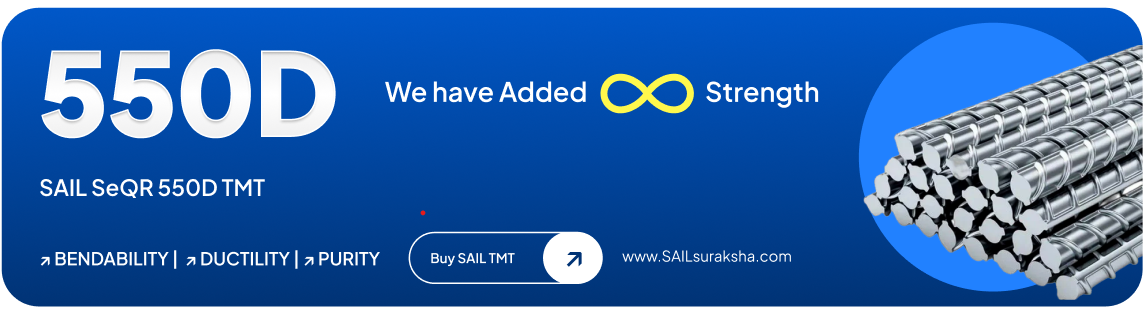 550D
We have Added ∞ Strength
SAIL SeQR 550D TMT
↗ BENDABILITY | ↗ DUCTILITY | ↗ PURITY
Buy SAIL TMT ↗
www.SAILsuraksha.com